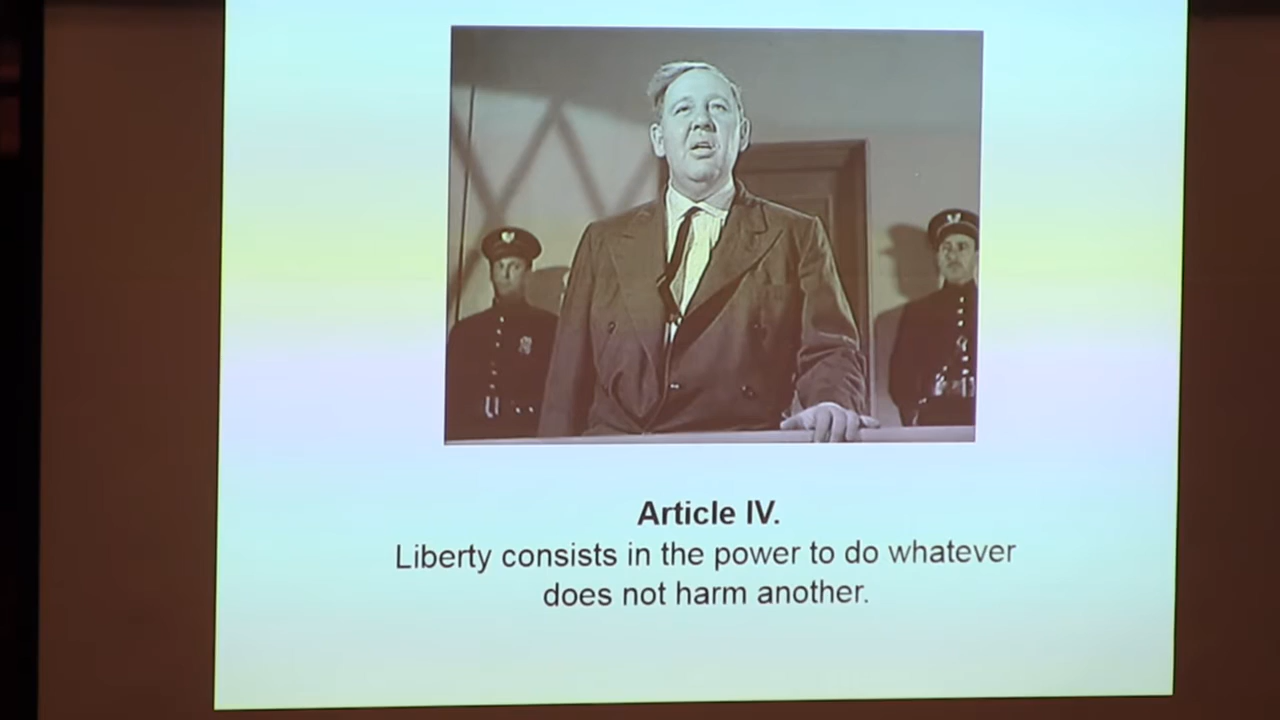 Article IV.
Liberty consists in the power to do whatever
does not harm another.